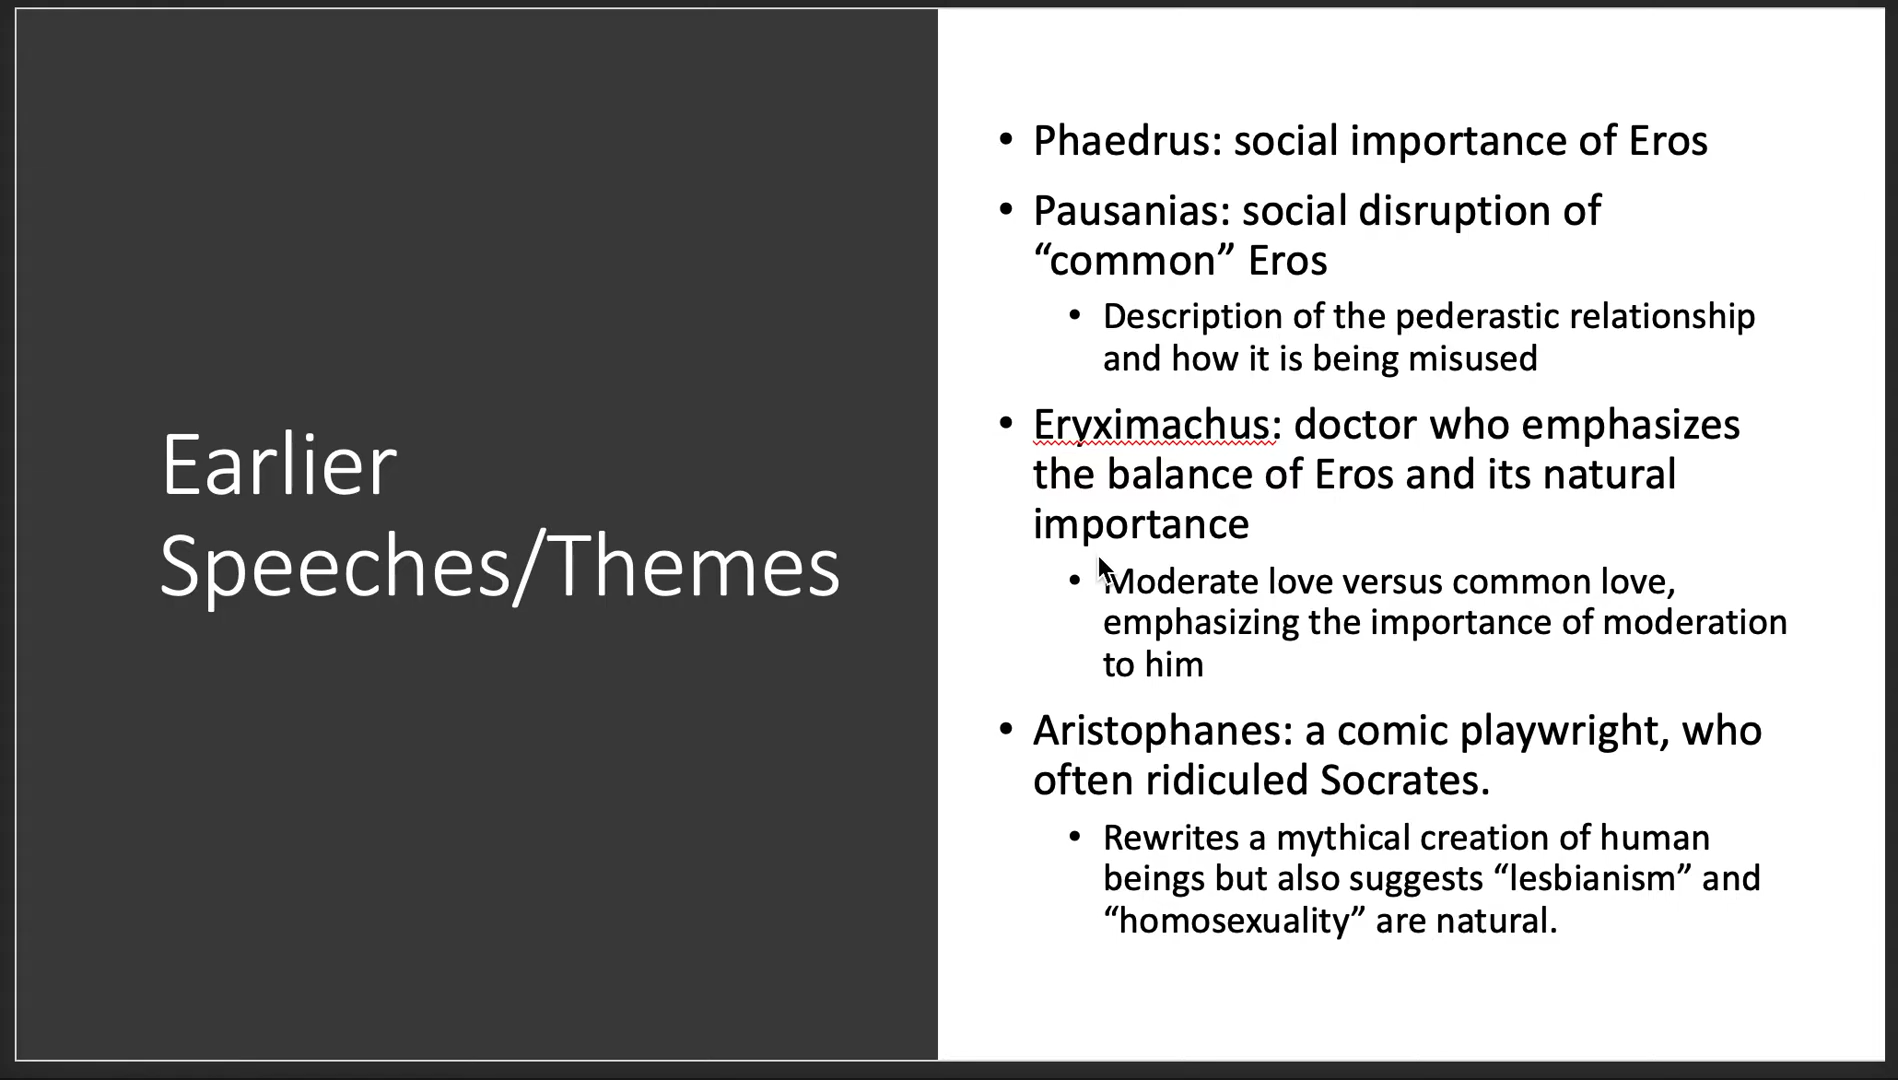 Earlier
Speeches/Themes
• Phaedrus: social importance of Eros
• Pausanias: social disruption of
“common” Eros
• Description of the pederastic relationship
and how it is being misused
• Eryximachus: doctor who emphasizes
the balance of Eros and its natural
importance
• Moderate love versus common love,
emphasizing the importance of moderation
to him
• Aristophanes: a comic playwright, who
often ridiculed Socrates.
• Rewrites a mythical creation of human
beings but also suggests “lesbianism” and
“homosexuality” are natural.